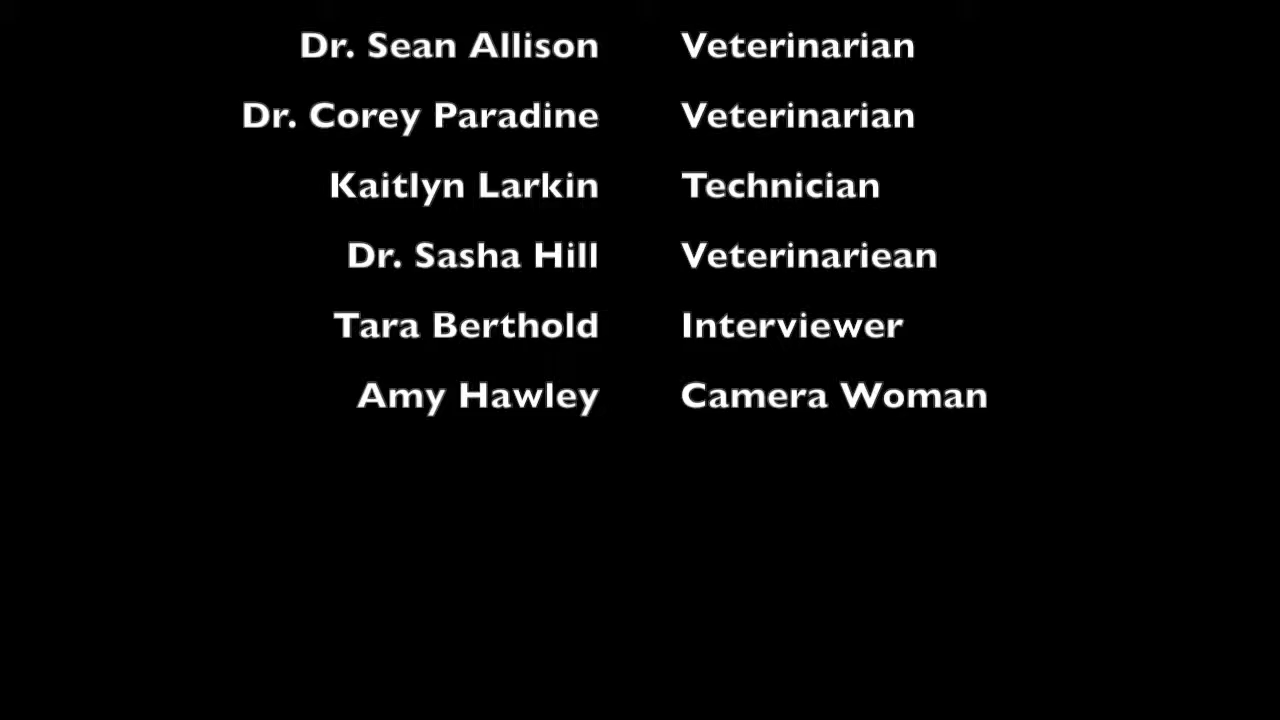 Dr. Sean Allison Veterinarian
Dr. Corey Paradine Veterinarian
Kaitlyn Larkin Technician
Dr. Sasha Hill Veterinariean
Tara Berthold Interviewer
Amy Hawley Camera Woman